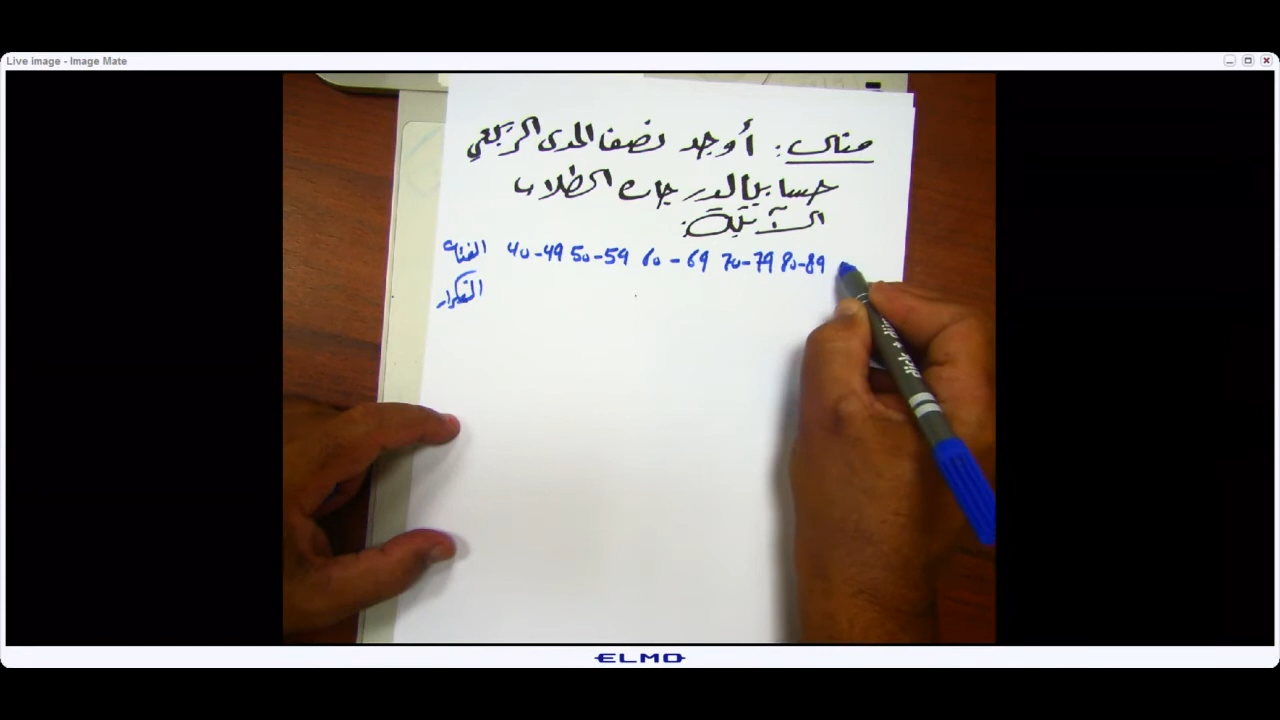 Live image - Image Mate
مثال : أوجد نصف المدى الربيعي
حسابيا لدرجات الطلاب
الآتية:
الفئات 40-49 50-59 60-69 70-79 80-89
التكرار
ELMO